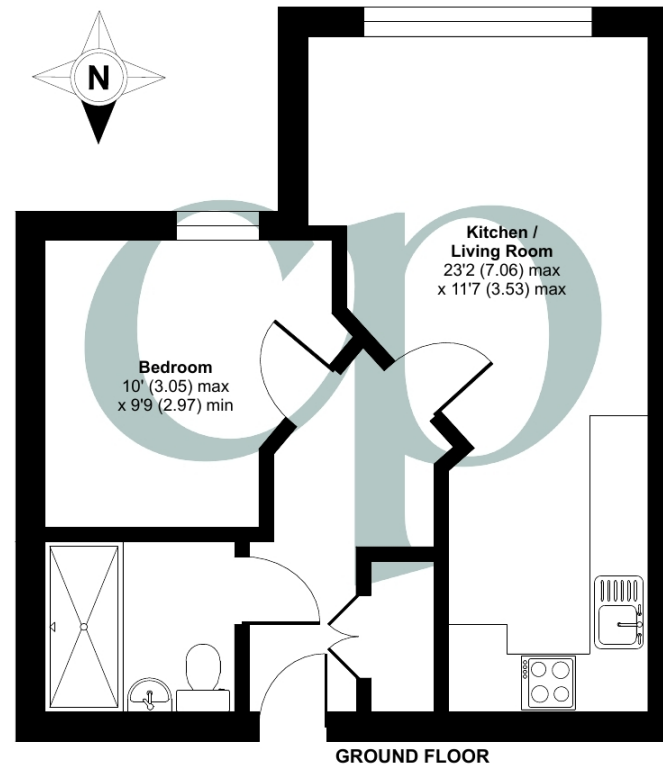 N
Kitchen /
Living Room
23'2 (7.06) max
x 11'7 (3.53) max
Bedroom
10' (3.05) max
x 9'9 (2.97) min
cp
GROUND FLOOR